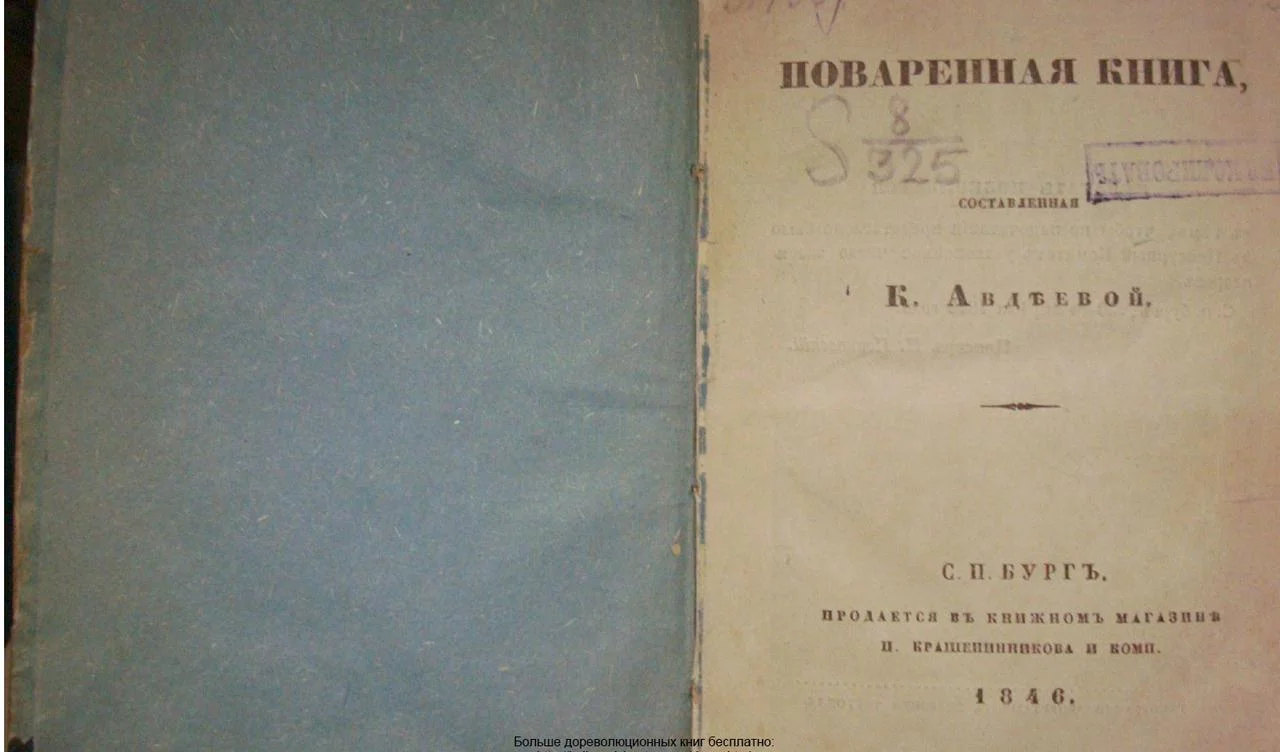 ПОВАРЕННАЯ КНИГА,
8
325
СОСТАВЛЕННАЯ
К. АВДѢЕВОЙ.
С. П. БУРГЪ.
ПРОДАЕТСЯ ВЪ КНИЖНОМЪ МАГАЗИНѢ
П. КРАШЕНИННИКОВА И КОМП.
1846.
Больше дореволюционных книг бесплатно: